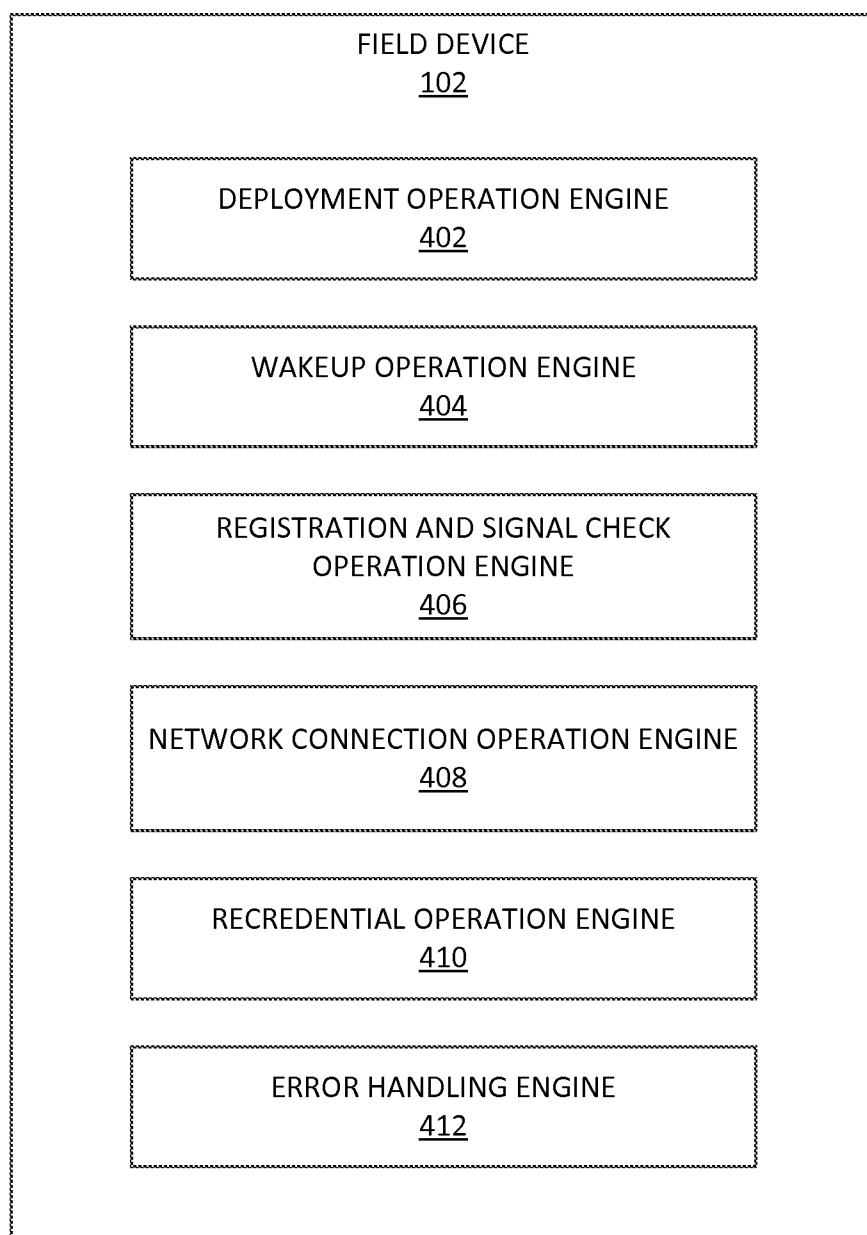 FIELD DEVICE
102
DEPLOYMENT OPERATION ENGINE
402
WAKEUP OPERATION ENGINE
404
REGISTRATION AND SIGNAL CHECK
OPERATION ENGINE
406
NETWORK CONNECTION OPERATION ENGINE
408
RECREDENTIAL OPERATION ENGINE
410
ERROR HANDLING ENGINE
412